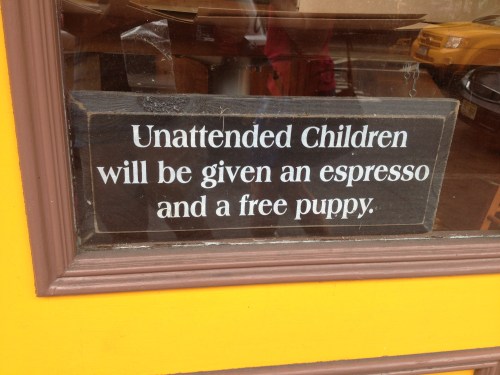 Unattended Children
will be given an espresso
and a free puppy.